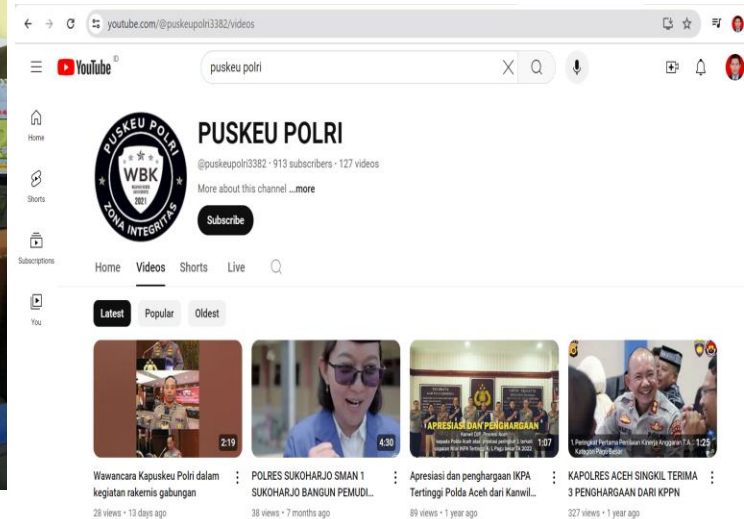 youtube.com/@puskeupolri3382/videos
YouTube ID
puskeu polri
Home
Shorts
Subscriptions
You
PUSKEU POLRI
WBK
2021
ZONA INTEGRITAS
PUSKEU POLRI
@puskeupolri3382 · 913 subscribers · 127 videos
More about this channel ...more
Subscribe
Home Videos Shorts Live
Latest Popular Oldest
2:19
4:30
APRESIASI DAN PENGHARGAAN
1:07
1:25
Wawancara Kapuskeu Polri dalam
kegiatan rakernis gabungan
28 views • 13 days ago
POLRES SUKOHARJO SMAN 1
SUKOHARJO BANGUN PEMUDI...
38 views • 7 months ago
Apresiasi dan penghargaan IKPA
Tertinggi Polda Aceh dari Kanwil...
89 views • 1 year ago
KAPOLRES ACEH SINGKIL TERIMA
3 PENGHARGAAN DARI KPPN
327 views • 1 year ago